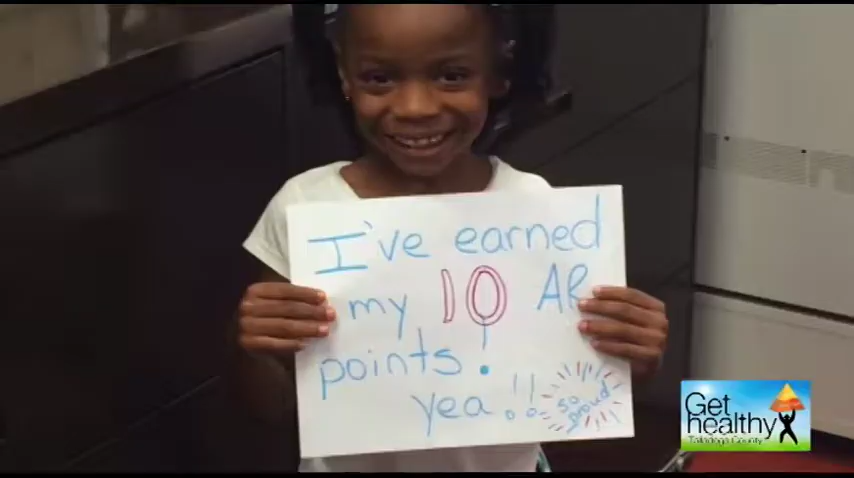 I've earned
my 10 AR
points!
yea!!
so
proud
Get
healthy
Talladega County